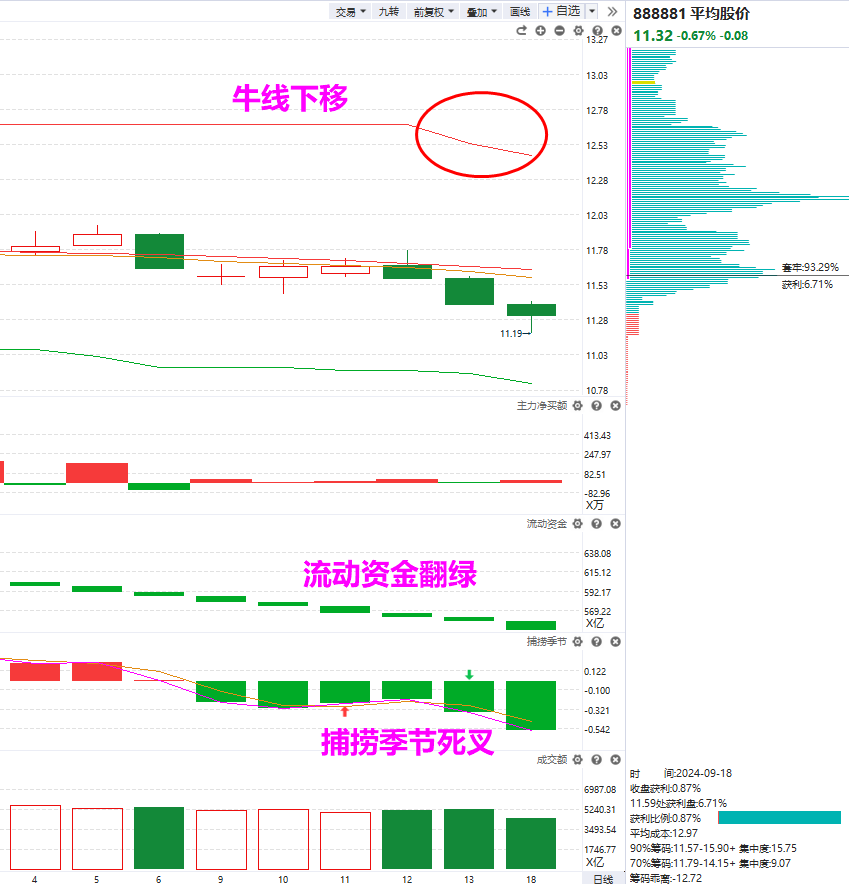 交易 九转 前复权 叠加 画线 +自选
888881 平均股价
11.32 -0.67% -0.08
13.27
13.03
牛线下移
12.78
12.53
12.28
12.03
11.78
套牢:93.29%
11.53
获利:6.71%
11.28
11.19→
11.03
10.78
主力净买额
413.43
247.97
82.51
-82.96
X万
流动资金
638.08
流动资金翻绿
615.12
592.17
569.22
X亿
捕捞季节
0.122
-0.100
-0.321
-0.542
捕捞季节死叉
成交额
6987.08
5240.31
3493.54
1746.77
X亿
4 5 6 9 10 11 12 13 18 日线
时 间:2024-09-18
收盘获利:0.87%
11.59处获利盘:6.71%
获利比例:0.87%
平均成本:12.97
90%筹码:11.57-15.90+ 集中度:15.75
70%筹码:11.79-14.15+ 集中度:9.07
筹码乖离:-12.72